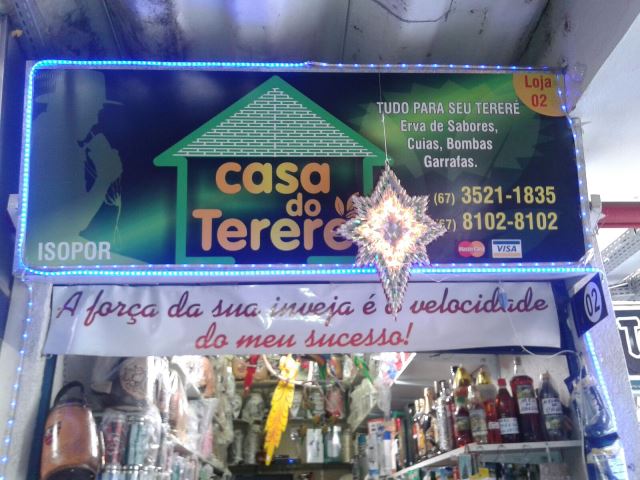 Loja
02
TUDO PARA SEU TERERÉ
Erva de Sabores,
Cuias, Bombas
Garrafas.
casa
do
Tereré
(67) 3521-1835
(67) 8102-8102
MasterCard VISA
ISOPOR
A força da sua inveja é a velocidade
do meu sucesso!
02